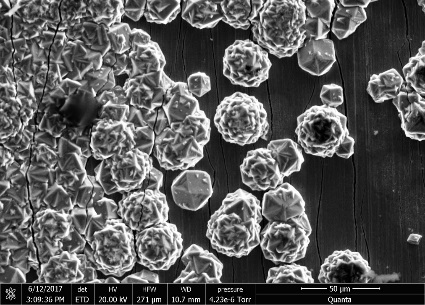 6/12/2017 det HV HFW WD pressure 50 µm
3:09:36 PM ETD 20.00 kV 271 µm 10.7 mm 4.23e-6 Torr Quanta